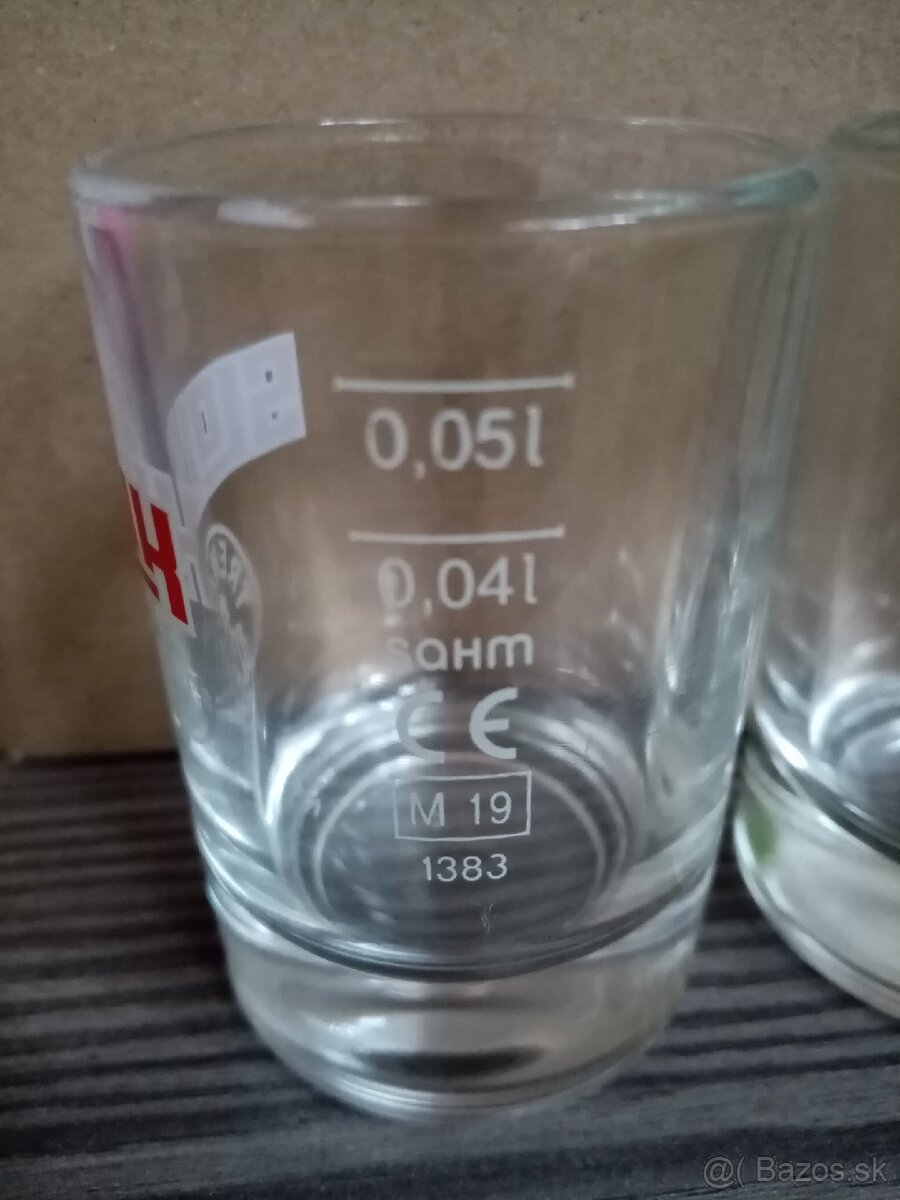 0,05l
0,04l
sahm
CE
M 19
1383
@( Bazos.sk